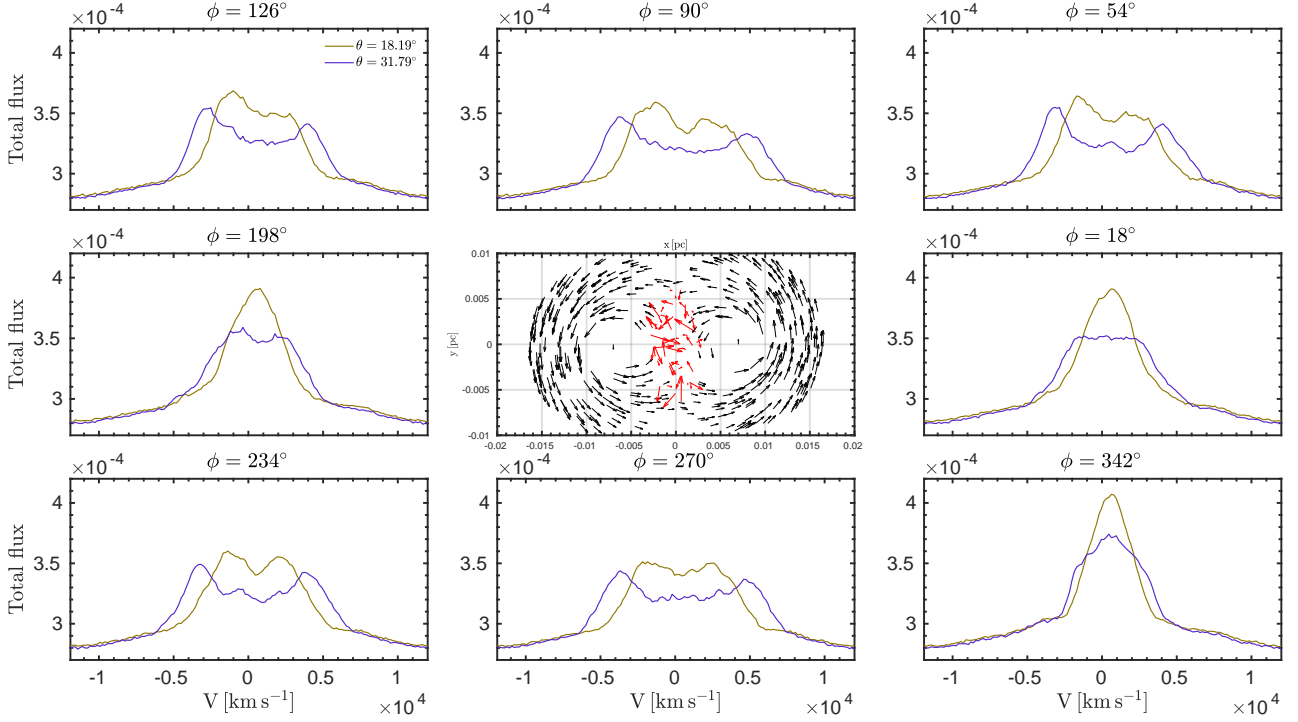 ×10⁻⁴ ϕ = 126° ×10⁻⁴ ϕ = 90° ×10⁻⁴ ϕ = 54°
4 4 4
θ = 18.19°
θ = 31.79°
Total flux
3.5 3.5 3.5
3 3 3
×10⁻⁴ ϕ = 198° x [pc] ×10⁻⁴ ϕ = 18°
4 0.01 4
0.005
Total flux
3.5 y [pc] 0 3.5
-0.005
3 3
-0.01
-0.02 -0.015 -0.01 -0.005 0 0.005 0.01 0.015 0.02
×10⁻⁴ ϕ = 234° ×10⁻⁴ ϕ = 270° ×10⁻⁴ ϕ = 342°
4 4 4
Total flux
3.5 3.5 3.5
3 3 3
-1 -0.5 0 0.5 1 -1 -0.5 0 0.5 1 -1 -0.5 0 0.5 1
V [km s⁻¹] ×10⁴ V [km s⁻¹] ×10⁴ V [km s⁻¹] ×10⁴